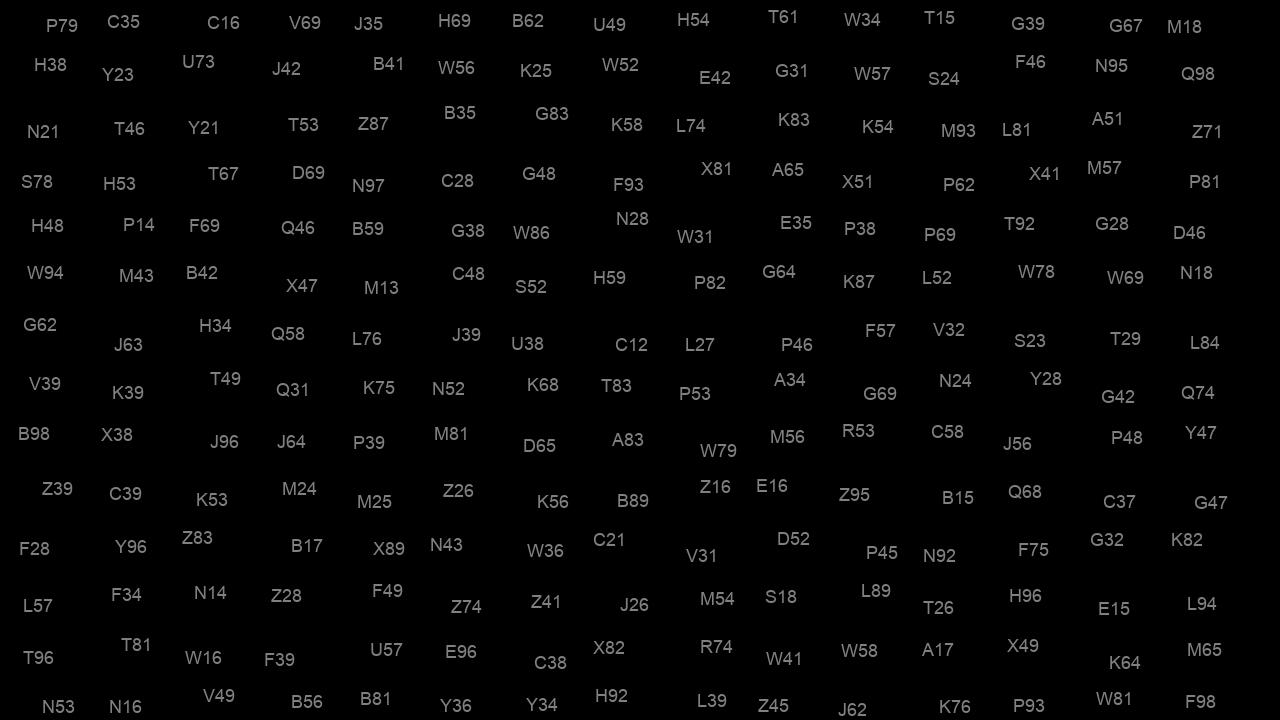 P79 C35 C16 V69 J35 H69 B62 U49 H54 T61 W34 T15 G39 G67 M18
H38 Y23 U73 J42 B41 W56 K25 W52 E42 G31 W57 S24 F46 N95 Q98
N21 T46 Y21 T53 Z87 B35 G83 K58 L74 K83 K54 M93 L81 A51 Z71
S78 H53 T67 D69 N97 C28 G48 F93 X81 A65 X51 P62 X41 M57 P81
H48 P14 F69 Q46 B59 G38 W86 N28 W31 E35 P38 P69 T92 G28 D46
W94 M43 B42 X47 M13 C48 S52 H59 P82 G64 K87 L52 W78 W69 N18
G62 J63 H34 Q58 L76 J39 U38 C12 L27 P46 F57 V32 S23 T29 L84
V39 K39 T49 Q31 K75 N52 K68 T83 P53 A34 G69 N24 Y28 G42 Q74
B98 X38 J96 J64 P39 M81 D65 A83 W79 M56 R53 C58 J56 P48 Y47
Z39 C39 K53 M24 M25 Z26 K56 B89 Z16 E16 Z95 B15 Q68 C37 G47
F28 Y96 Z83 B17 X89 N43 W36 C21 V31 D52 P45 N92 F75 G32 K82
L57 F34 N14 Z28 F49 Z74 Z41 J26 M54 S18 L89 T26 H96 E15 L94
T96 T81 W16 F39 U57 E96 C38 X82 R74 W41 W58 A17 X49 K64 M65
N53 N16 V49 B56 B81 Y36 Y34 H92 L39 Z45 J62 K76 P93 W81 F98